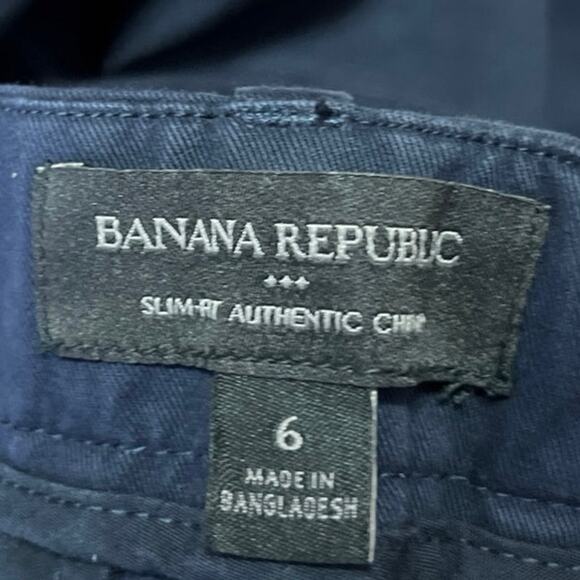 BANANA REPUBLIC
SLIM-FIT AUTHENTIC CHINO
6
MADE IN
BANGLADESH